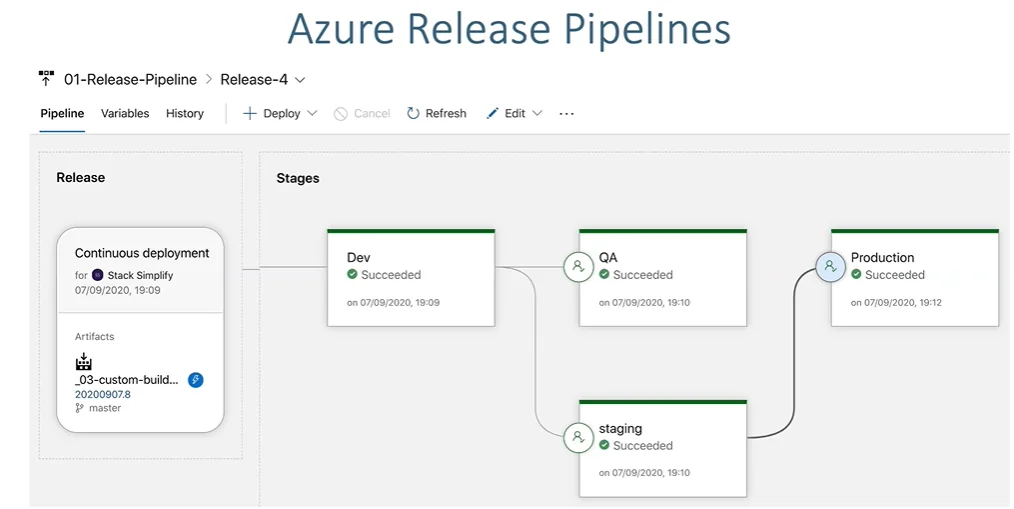 Azure Release Pipelines
01-Release-Pipeline > Release-4
Pipeline Variables History + Deploy Cancel Refresh Edit ...
Release
Stages
Continuous deployment
for Stack Simplify
07/09/2020, 19:09
Artifacts
_03-custom-build...
20200907.8
master
Dev
Succeeded
on 07/09/2020, 19:09
QA
Succeeded
on 07/09/2020, 19:10
Production
Succeeded
on 07/09/2020, 19:12
staging
Succeeded
on 07/09/2020, 19:10